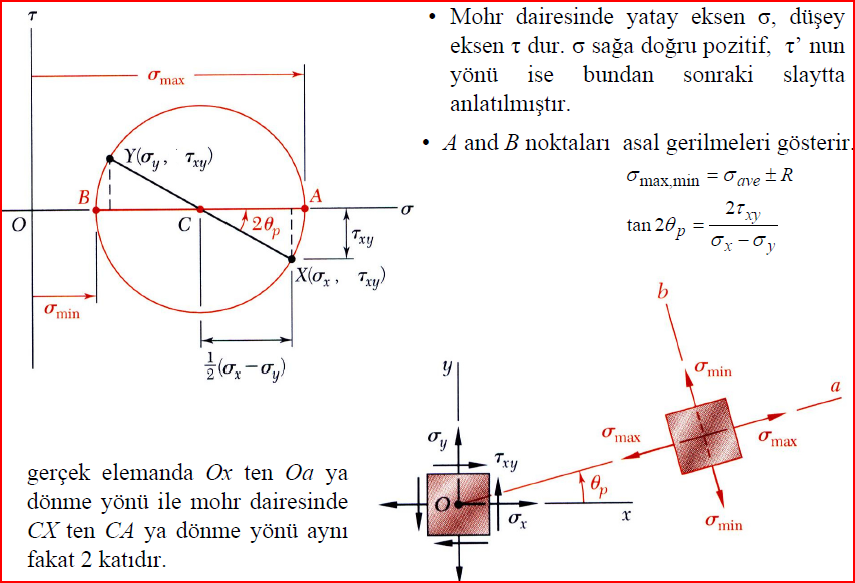 τ
σmax
Y(σy , τxy)
B
A
O
C
2θp
σ
τxy
X(σx , τxy)
σmin
½(σx – σy)
• Mohr dairesinde yatay eksen σ, düşey
eksen τ dur. σ sağa doğru pozitif, τ’ nun
yönü ise bundan sonraki slaytta
anlatılmıştır.
• A and B noktaları asal gerilmeleri gösterir.
σmax,min = σave ± R
tan 2θp = 2τxy / σx – σy
gerçek elemanda Ox ten Oa ya
dönme yönü ile mohr dairesinde
CX ten CA ya dönme yönü aynı
fakat 2 katıdır.
y
σy
τxy
O
σx
θp
x
b
σmin
a
σmax
σmax
σmin